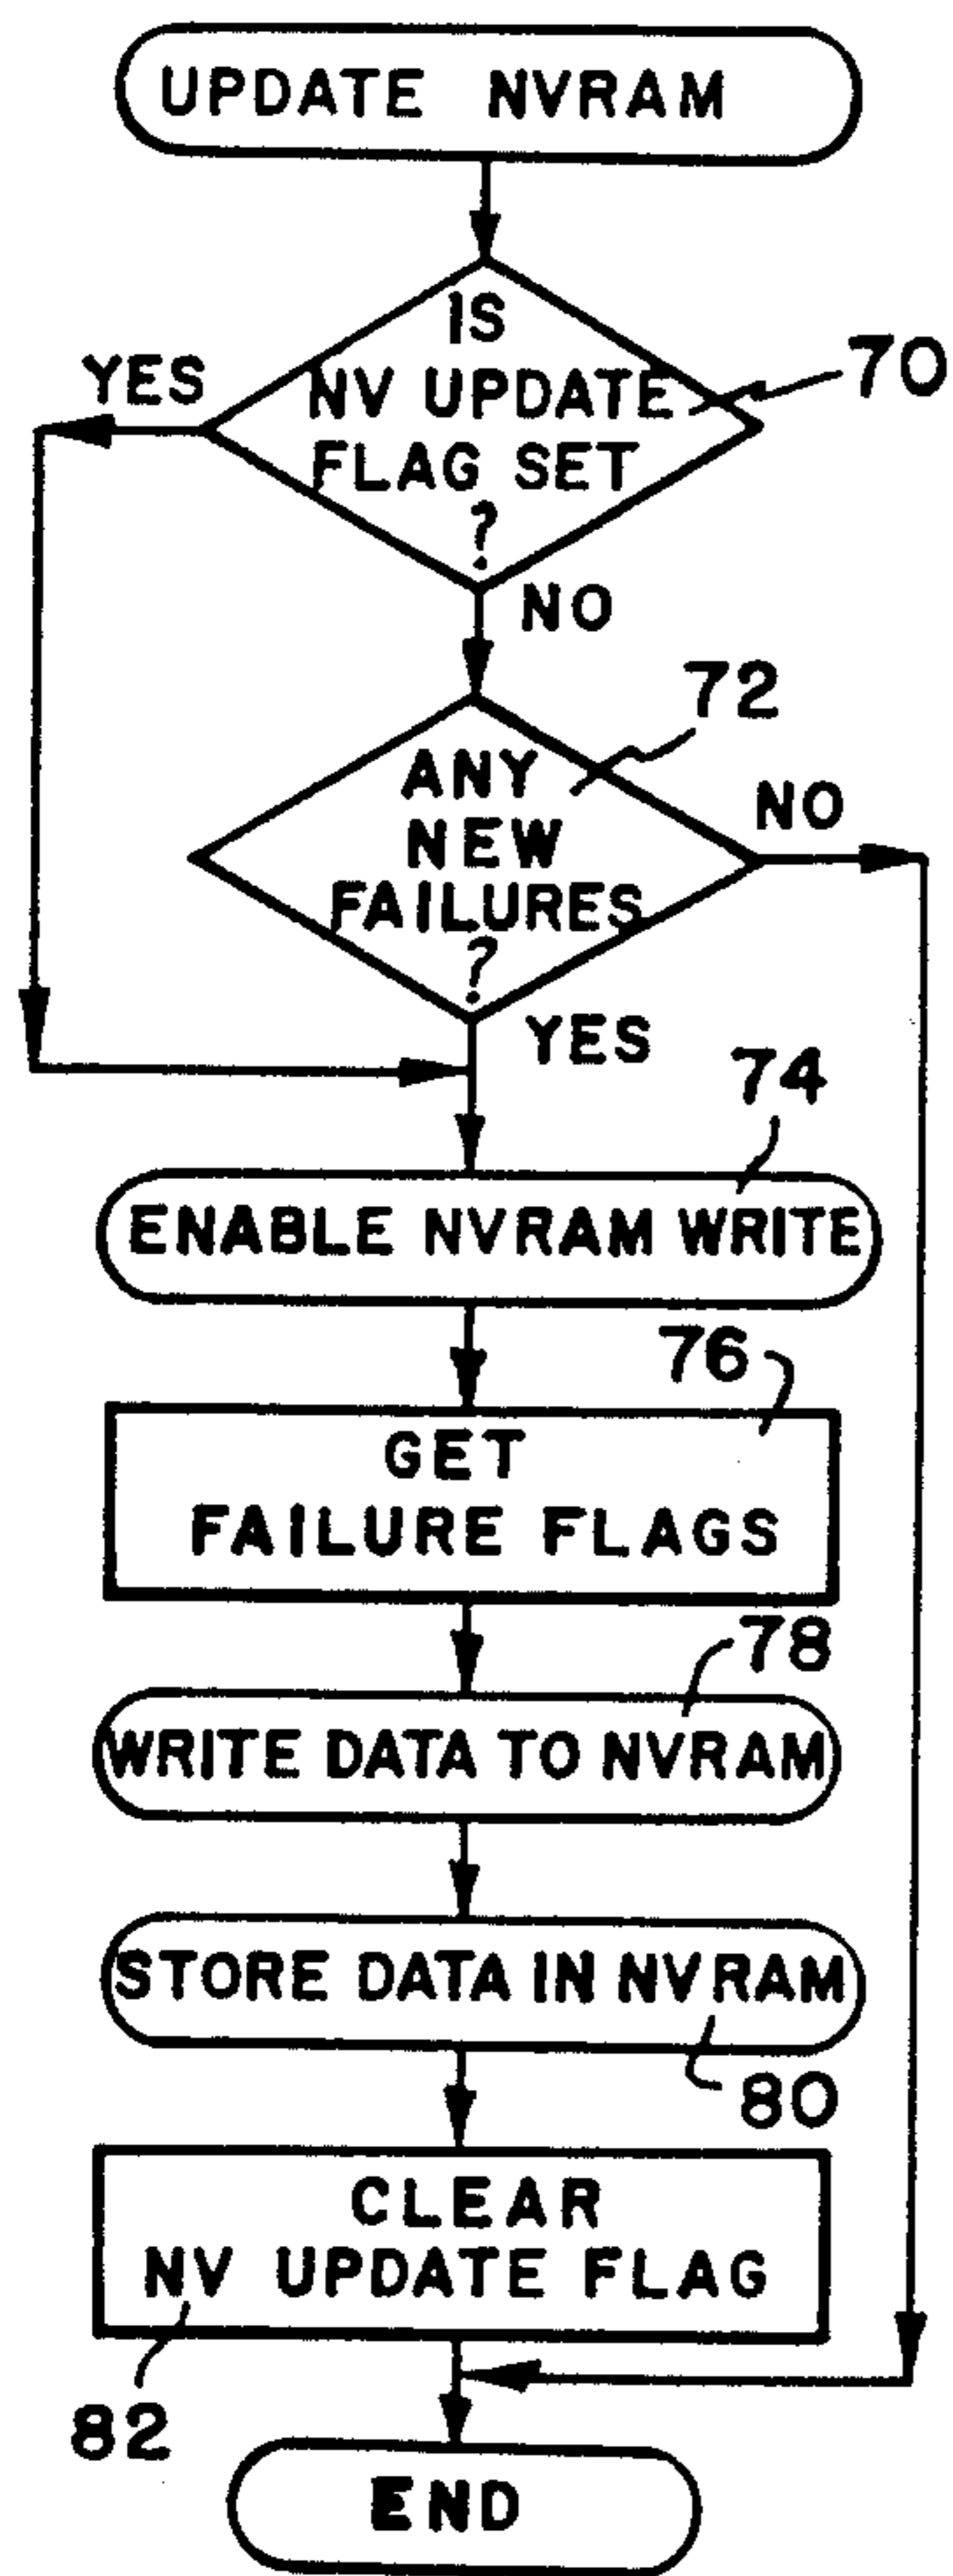 UPDATE NVRAM
IS
NV UPDATE
FLAG SET
?
70
YES
NO
72
ANY
NEW
FAILURES
?
NO
YES
74
ENABLE NVRAM WRITE
76
GET
FAILURE FLAGS
78
WRITE DATA TO NVRAM
STORE DATA IN NVRAM
80
CLEAR
NV UPDATE FLAG
82
END